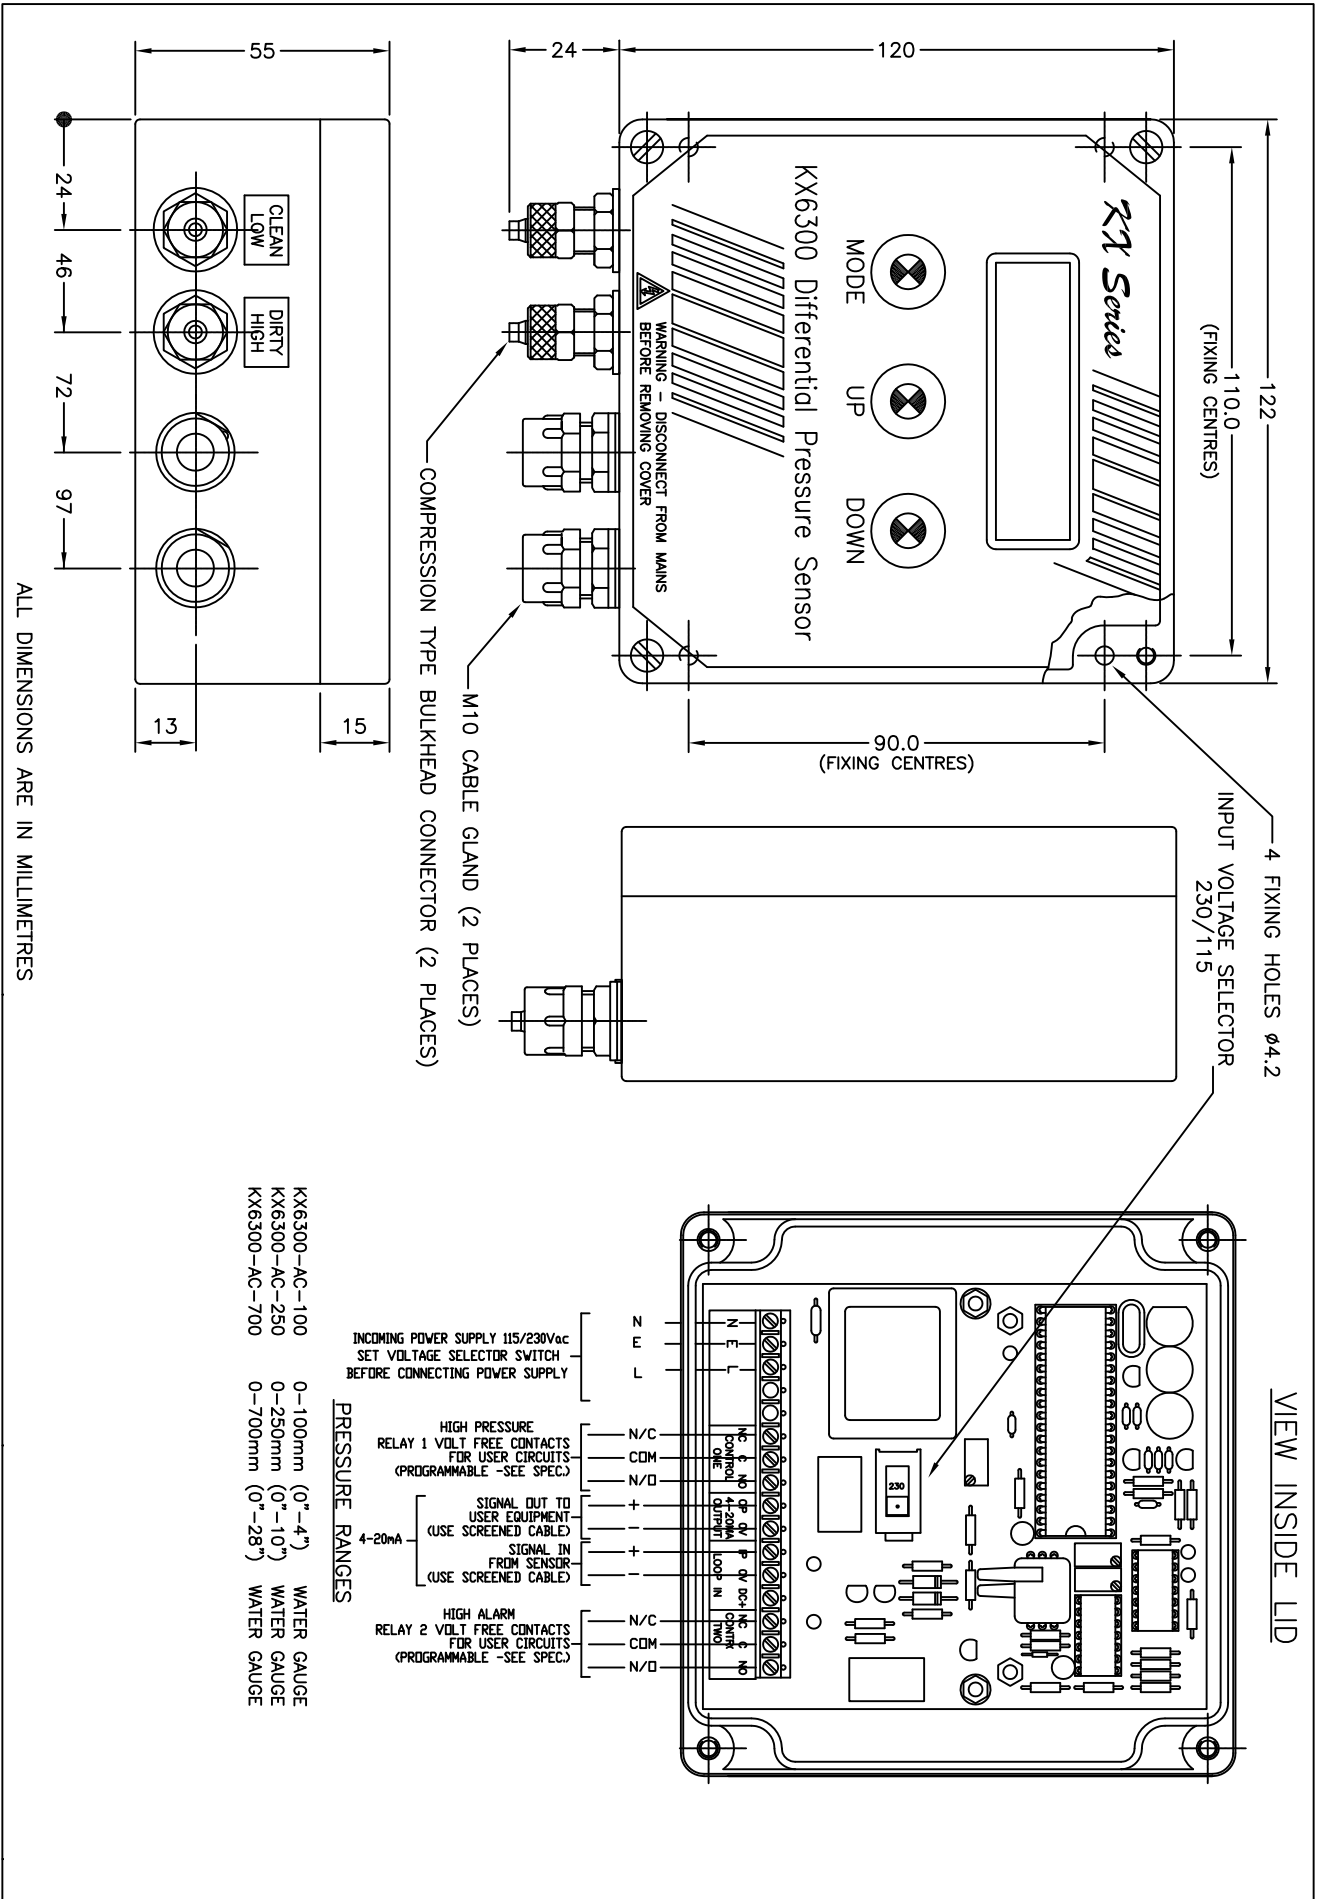 55
24
120
24
46
72
97
CLEAN
LOW
DIRTY
HIGH
13
15
ALL DIMENSIONS ARE IN MILLIMETRES
122
110.0
(FIXING CENTRES)
KX Series
MODE
UP
DOWN
KX6300 Differential Pressure Sensor
WARNING - DISCONNECT FROM MAINS
BEFORE REMOVING COVER
90.0
(FIXING CENTRES)
M10 CABLE GLAND (2 PLACES)
COMPRESSION TYPE BULKHEAD CONNECTOR (2 PLACES)
4 FIXING HOLES ø4.2
INPUT VOLTAGE SELECTOR
230/115
VIEW INSIDE LID
230
N
E
L
NC
C
NO
CONTROL
ONE
OP
OV
4-20MA
OUTPUT
IP
OV
DC+
LOOP IN
NC
C
NO
CONTRX
TWO
N
E
L
INCOMING POWER SUPPLY 115/230Vac
SET VOLTAGE SELECTOR SWITCH
BEFORE CONNECTING POWER SUPPLY
N/C
COM
N/O
HIGH PRESSURE
RELAY 1 VOLT FREE CONTACTS
FOR USER CIRCUITS
(PROGRAMMABLE -SEE SPEC.)
+
-
SIGNAL OUT TO
USER EQUIPMENT
(USE SCREENED CABLE)
4-20mA
+
-
SIGNAL IN
FROM SENSOR
(USE SCREENED CABLE)
N/C
COM
N/O
HIGH ALARM
RELAY 2 VOLT FREE CONTACTS
FOR USER CIRCUITS
(PROGRAMMABLE -SEE SPEC.)
PRESSURE RANGES
KX6300-AC-100 0-100mm (0"-4") WATER GAUGE
KX6300-AC-250 0-250mm (0"-10") WATER GAUGE
KX6300-AC-700 0-700mm (0"-28") WATER GAUGE